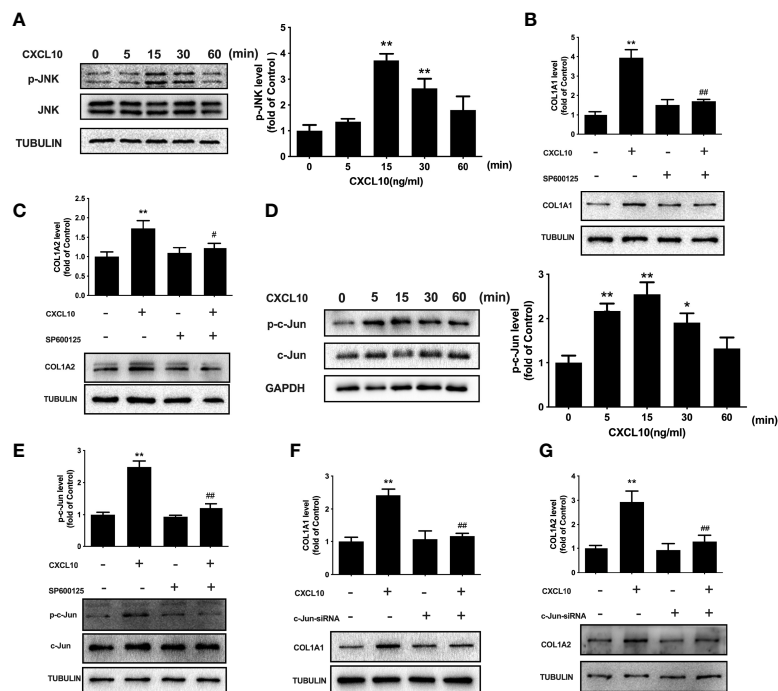 A
CXCL10 0 5 15 30 60 (min)
p-JNK
JNK
TUBULIN
p-JNK level
(fold of Control)
5
4
3
2
1
0
** **
0 5 15 30 60 (min)
CXCL10(ng/ml)
B
COL1A1 level
(fold of Control)
5
4
3
2
1
0
** ##
CXCL10 - + - +
SP600125 - - + +
COL1A1
TUBULIN
C
COL1A2 level
(fold of Control)
2.5
2.0
1.5
1.0
0.5
0.0
** #
CXCL10 - + - +
SP600125 - - + +
COL1A2
TUBULIN
D
CXCL10 0 5 15 30 60 (min)
p-c-Jun
c-Jun
GAPDH
p-c-Jun level
(fold of Control)
3
2
1
0
** ** *
0 5 15 30 60 (min)
CXCL10(ng/ml)
E
p-c-Jun level
(fold of Control)
3
2
1
0
** ##
CXCL10 - + - +
SP600125 - - + +
p-c-Jun
c-Jun
TUBULIN
F
COL1A1 level
(fold of Control)
3
2
1
0
** ##
CXCL10 - + - +
c-Jun-siRNA - - + +
COL1A1
TUBULIN
G
COL1A2 level
(fold of Control)
4
3
2
1
0
** ##
CXCL10 - + - +
c-Jun-siRNA - - + +
COL1A2
TUBULIN